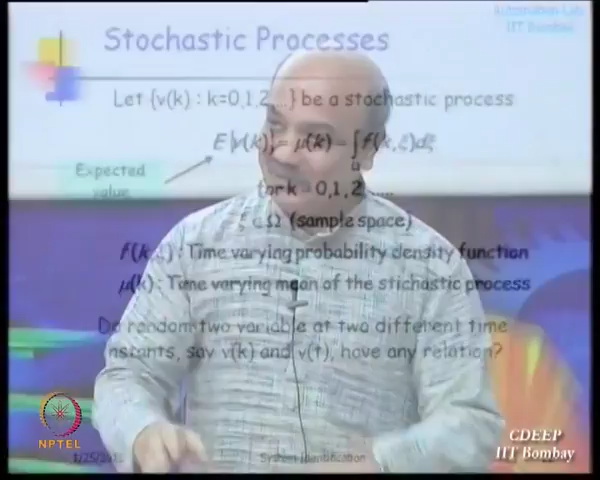 Automation Lab
IIT Bombay
Stochastic Processes
Let {v(k) : k=0,1,2,...} be a stochastic process
E[v(k)] = μ(k) = ∫ f(k,ξ)dξ
Expected
value
for k = 0,1,2.....
ξ ∈ Ω (sample space)
f(k,ξ): Time varying probability density function
μ(k): Time varying mean of the stichastic process
Do random two variable at two different time
instants, say v(k) and v(t), have any relation?
NPTEL
System Identification
CDEEP
IIT Bombay